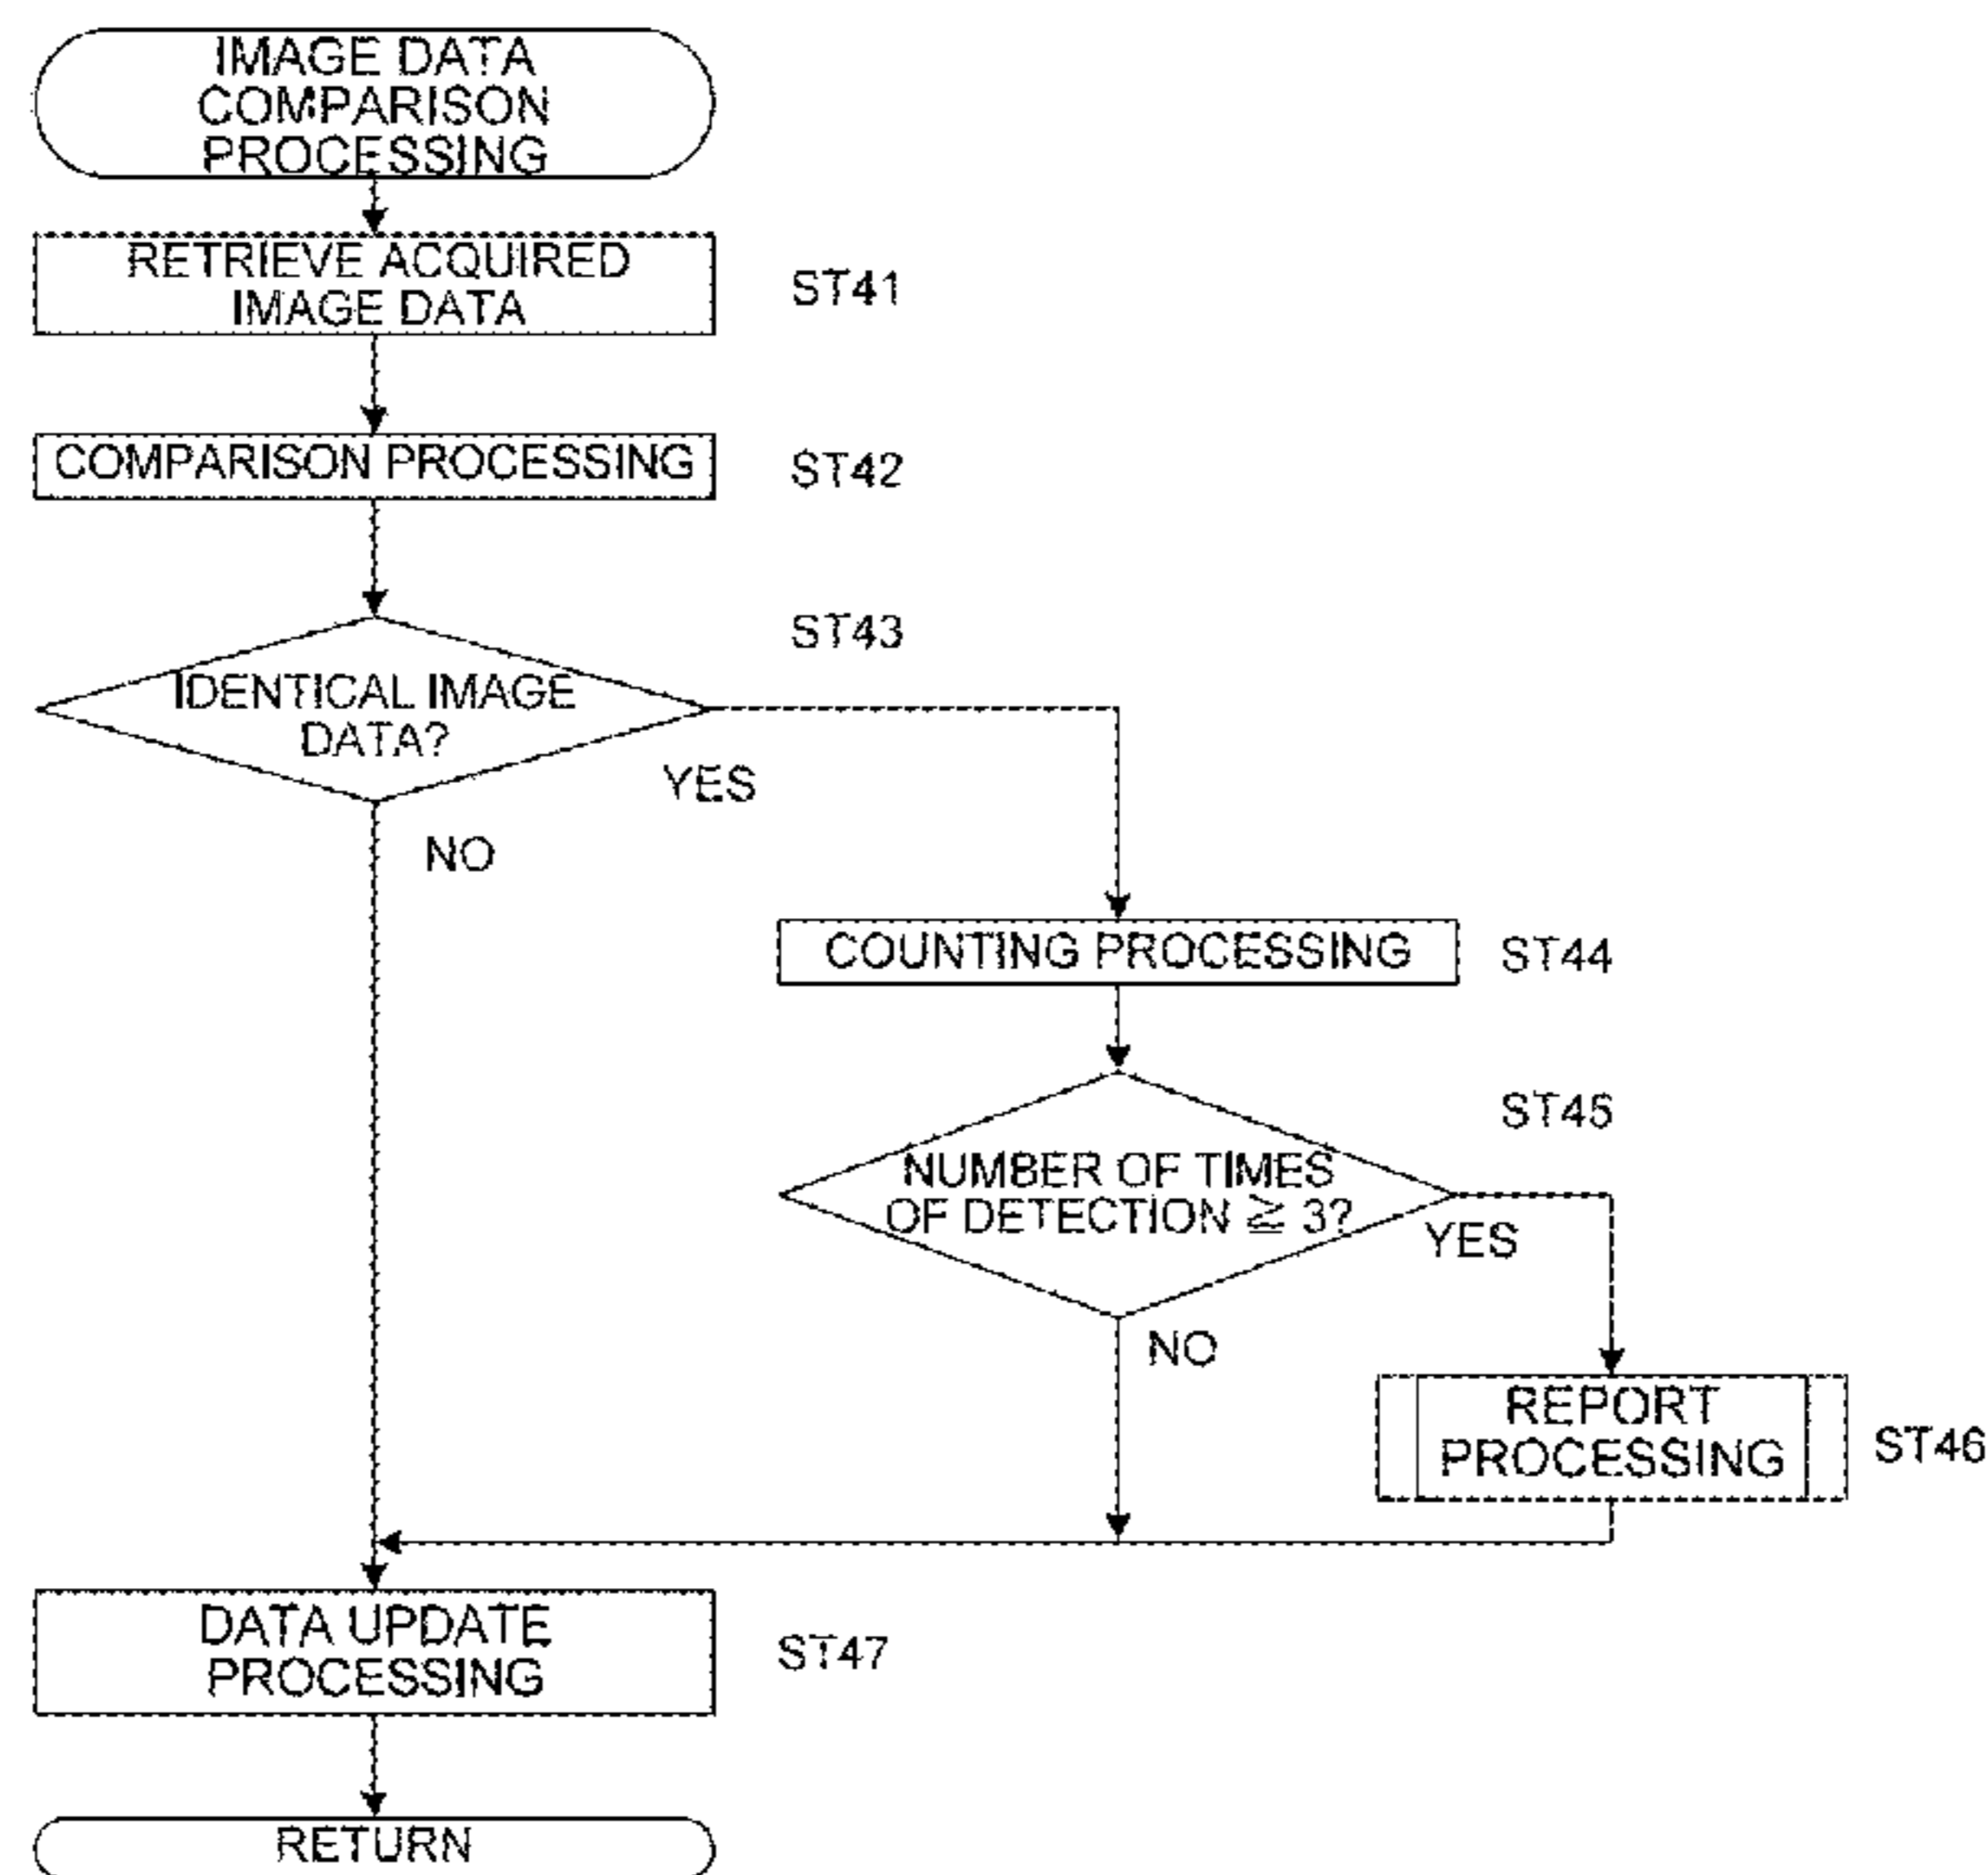 IMAGE DATA
COMPARISON
PROCESSING
RETRIEVE ACQUIRED
IMAGE DATA
ST41
COMPARISON PROCESSING
ST42
ST43
IDENTICAL IMAGE
DATA?
YES
NO
COUNTING PROCESSING
ST44
ST45
NUMBER OF TIMES
OF DETECTION ≧ 3?
YES
NO
REPORT
PROCESSING
ST46
DATA UPDATE
PROCESSING
ST47
RETURN